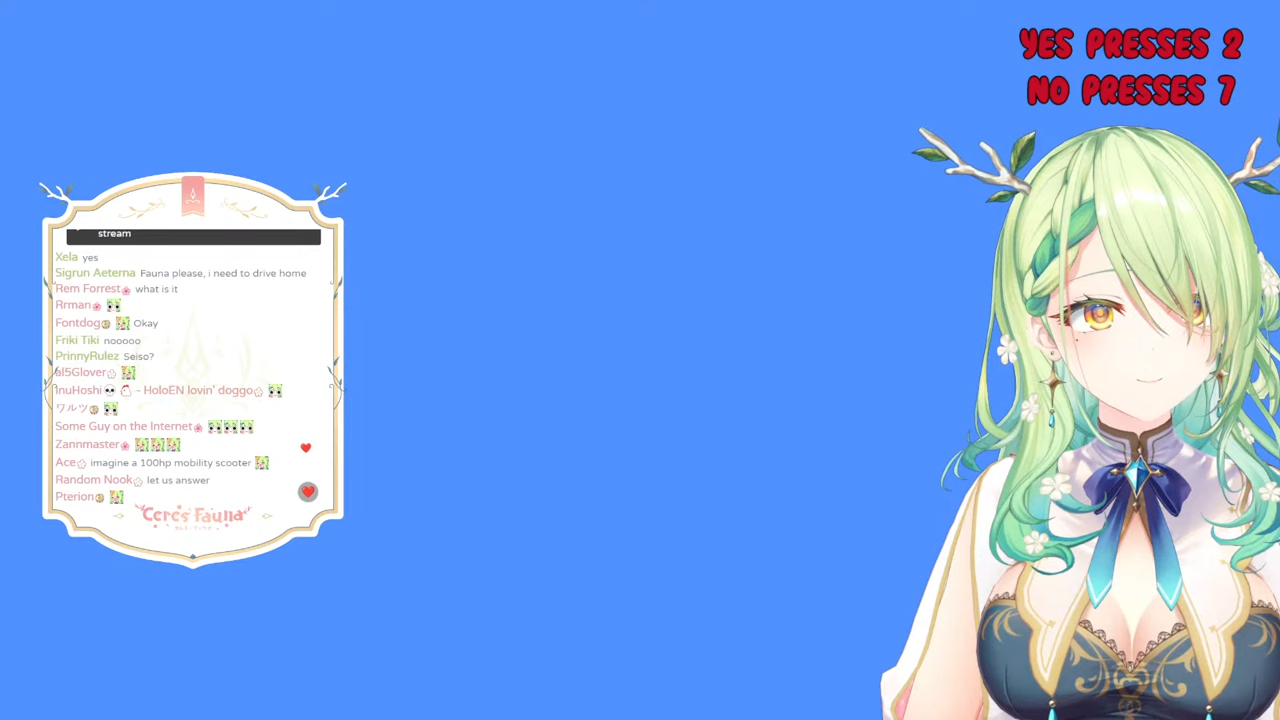 YES PRESSES 2
NO PRESSES 7
stream
Xela yes
Sigrun Aeterna Fauna please, i need to drive home
Rem Forrest what is it
Rrman
Fontdog Okay
Friki Tiki nooooo
PrinnyRulez Seiso?
al5Glover
InuHoshi - HoloEN lovin' doggo
ワルツ
Some Guy on the Internet
Zannmaster
Ace imagine a 100hp mobility scooter
Random Nook let us answer
Pterion
Ceres Fauna